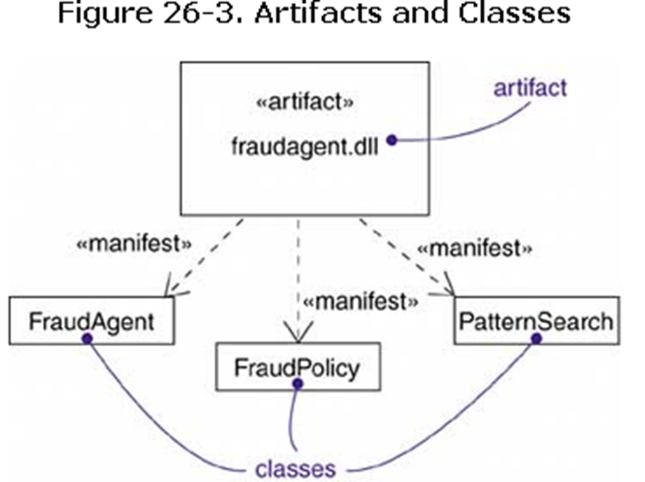 Figure 26-3. Artifacts and Classes
«artifact»
artifact
fraudagent.dll
«manifest»
«manifest»
«manifest»
FraudAgent
PatternSearch
FraudPolicy
classes